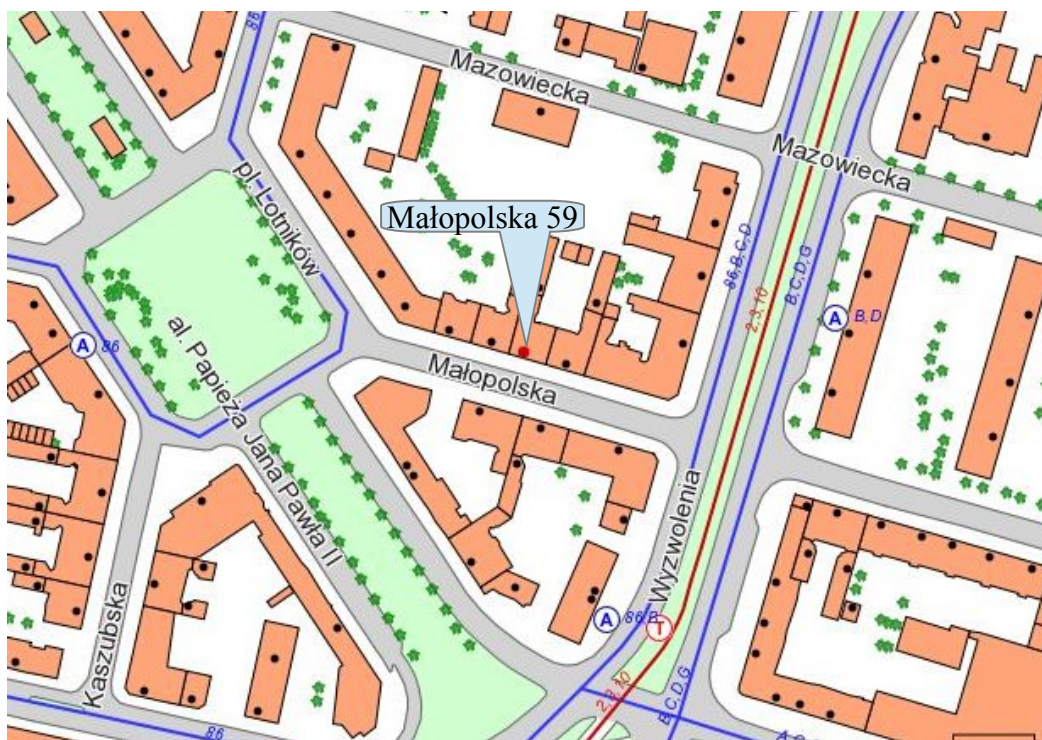 86
Mazowiecka
Mazowiecka
pl. Lotników
Małopolska 59
86,B,C,D
2,3,10
B,C,D,G
A
B,D
A
86
al. Papieża Jana Pawła II
Małopolska
Wyzwolenia
A
86,B
T
Kaszubska
2,3,10
B,C,D,G
86